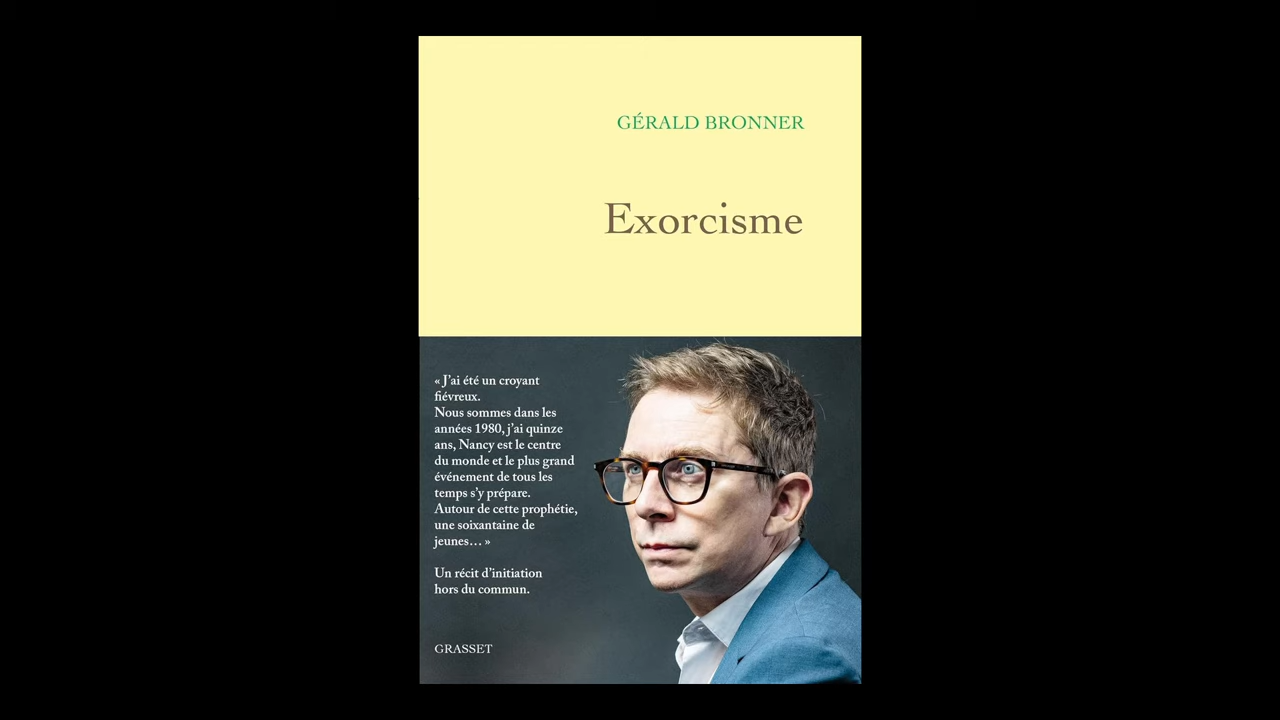 GÉRALD BRONNER
Exorcisme
« J'ai été un croyant
fiévreux.
Nous sommes dans les
années 1980, j'ai quinze
ans, Nancy est le centre
du monde et le plus grand
événement de tous les
temps s'y prépare.
Autour de cette prophétie,
une soixantaine de
jeunes… »
Un récit d'initiation
hors du commun.
GRASSET